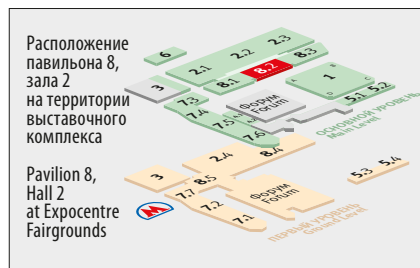 Расположение
павильона 8,
зала 2
на территории
выставочного
комплекса
Pavilion 8,
Hall 2
at Expocentre
Fairgrounds
6
2.1
2.2
2.3
3
8.1
8.2
8.3
7.3
7.4
7.5
7.6
Форум
Forum
1
5.1
5.2
ОСНОВНОЙ УРОВЕНЬ
Main Level
3
2.4
8.4
7.7
8.5
7.2
7.1
Форум
Forum
5.3
5.4
ПЕРВЫЙ УРОВЕНЬ
Ground Level
M